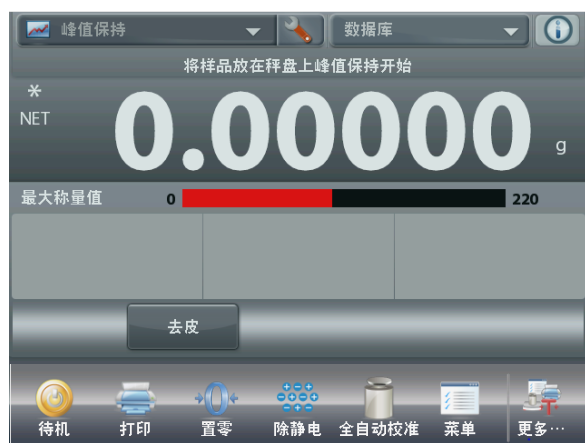 峰值保持 数据库
将样品放在秤盘上峰值保持开始
*
NET 0.00000 g
最大称量值 0 220
去皮
待机 打印 置零 除静电 全自动校准 菜单 更多…